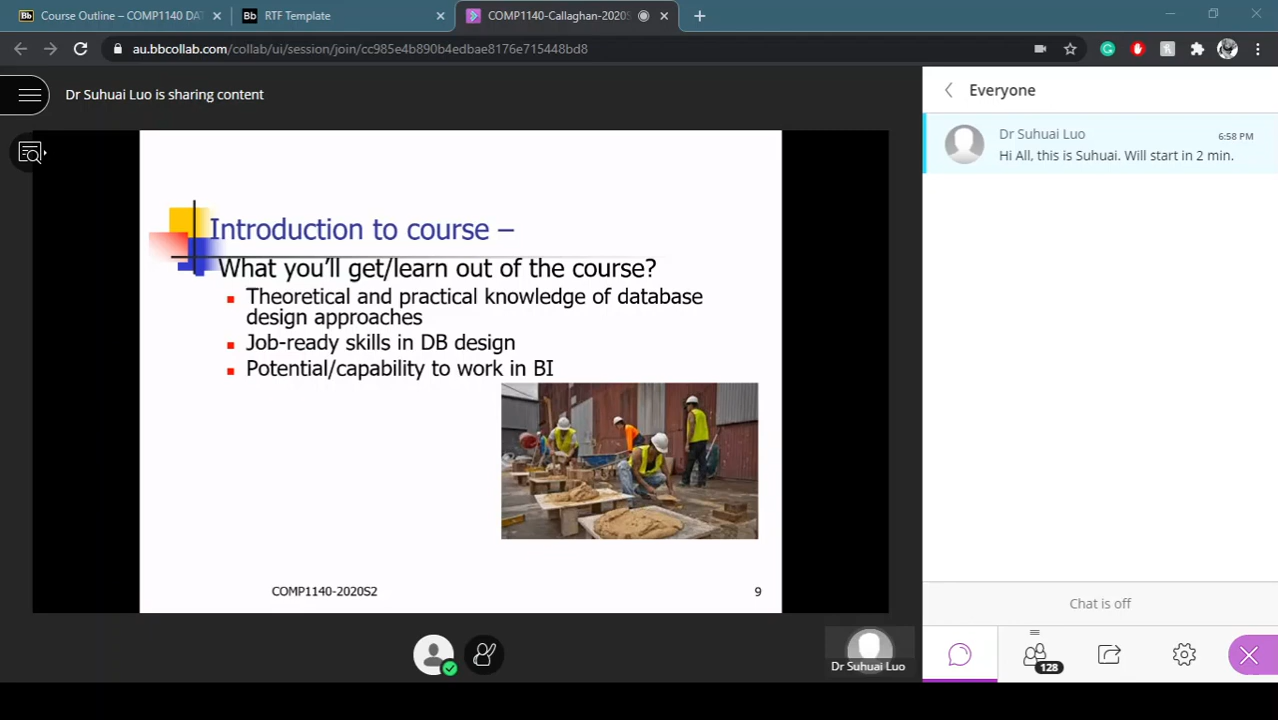 Course Outline – COMP1140 DA
RTF Template
COMP1140-Callaghan-2020S
au.bbcollab.com/collab/ui/session/join/cc985e4b890b4edbae8176e715448bd8
Dr Suhuai Luo is sharing content
Introduction to course –
What you'll get/learn out of the course?
Theoretical and practical knowledge of database
design approaches
Job-ready skills in DB design
Potential/capability to work in BI
COMP1140-2020S2
9
Dr Suhuai Luo
Everyone
Dr Suhuai Luo
6:58 PM
Hi All, this is Suhuai. Will start in 2 min.
Chat is off
128